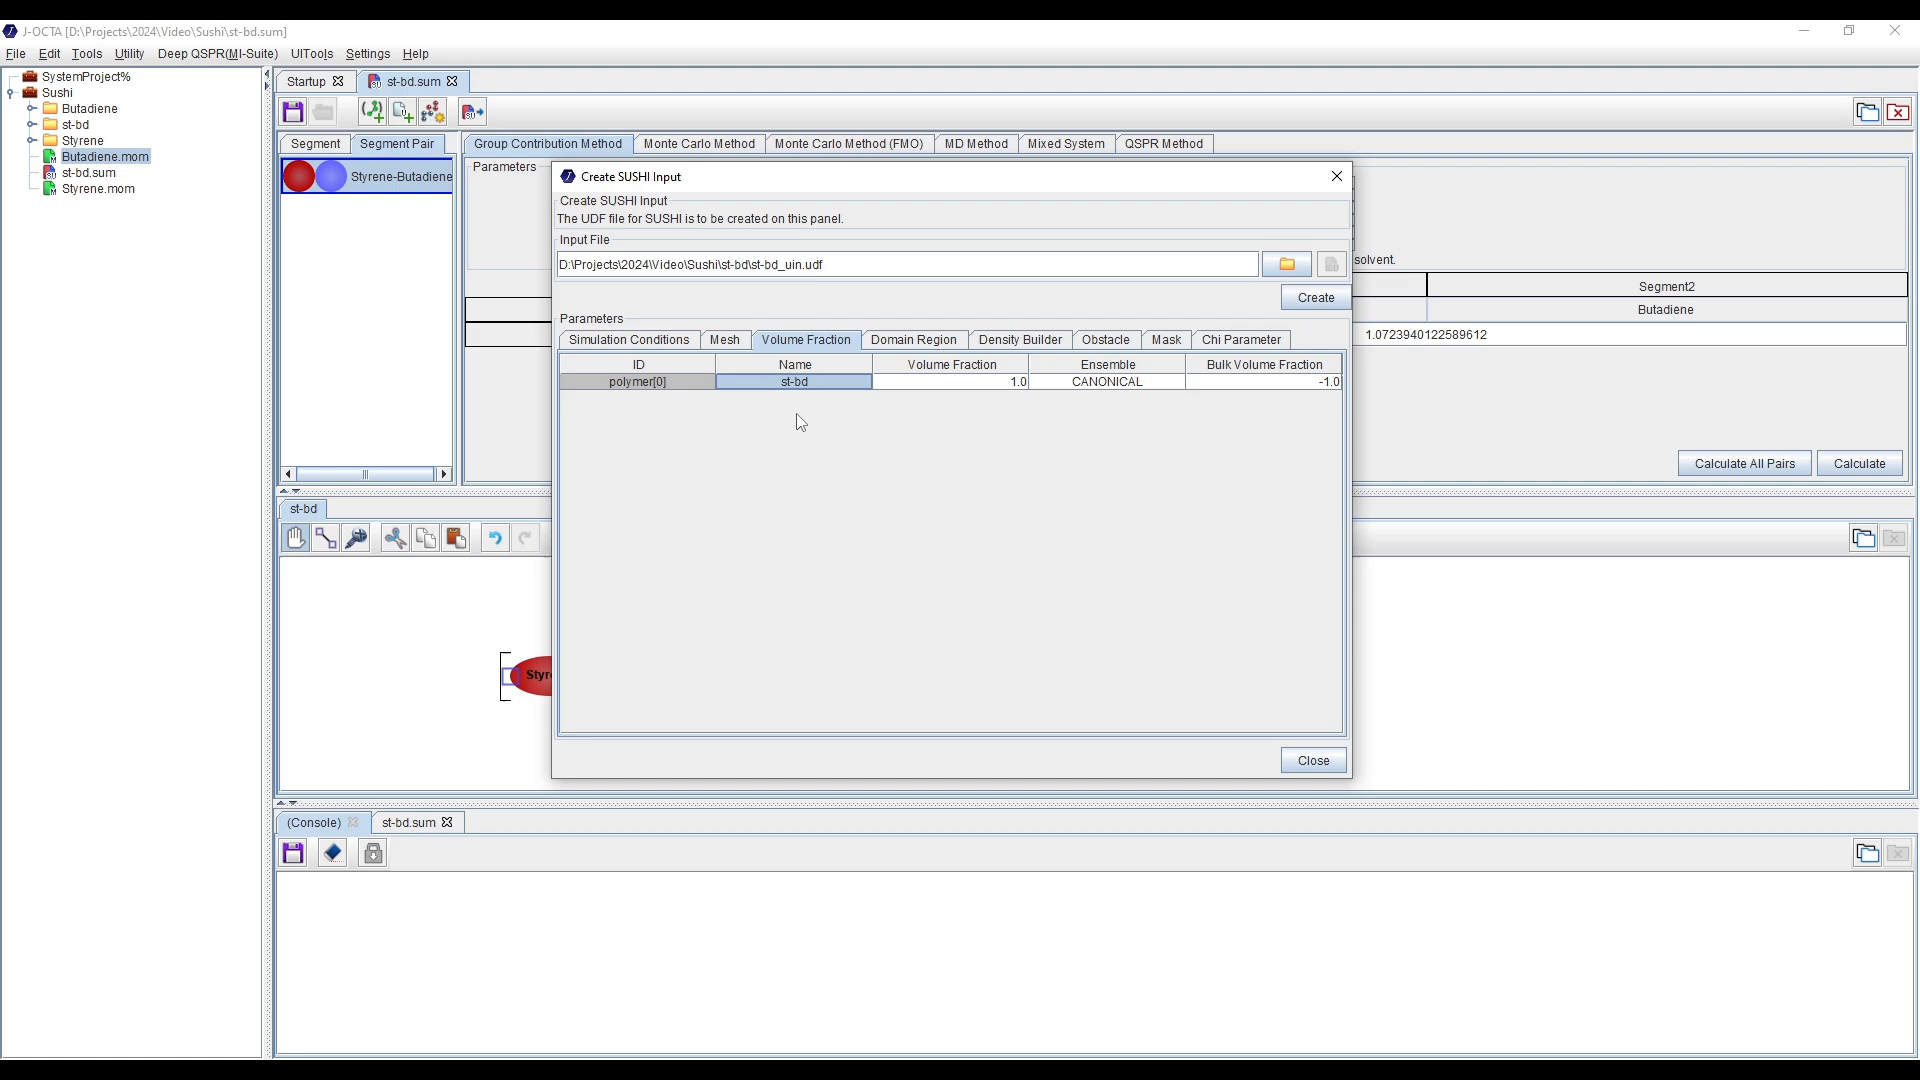 J-OCTA [D:\Projects\2024\Video\Sushi\st-bd.sum]
File Edit Tools Utility Deep QSPR(MI-Suite) UITools Settings Help
SystemProject%
Sushi
Butadiene
st-bd
Styrene
Butadiene.mom
st-bd.sum
Styrene.mom
Startup st-bd.sum
Segment Segment Pair
Styrene-Butadiene
Group Contribution Method Monte Carlo Method Monte Carlo Method (FMO) MD Method Mixed System QSPR Method
Parameters
solvent.
Segment2
Butadiene
1.0723940122589612
Calculate All Pairs Calculate
Create SUSHI Input
Create SUSHI Input
The UDF file for SUSHI is to be created on this panel.
Input File
D:\Projects\2024\Video\Sushi\st-bd\st-bd_uin.udf
Create
Parameters
Simulation Conditions Mesh Volume Fraction Domain Region Density Builder Obstacle Mask Chi Parameter
ID Name Volume Fraction Ensemble Bulk Volume Fraction
polymer[0] st-bd 1.0 CANONICAL -1.0
Close
st-bd
Styr
(Console) st-bd.sum